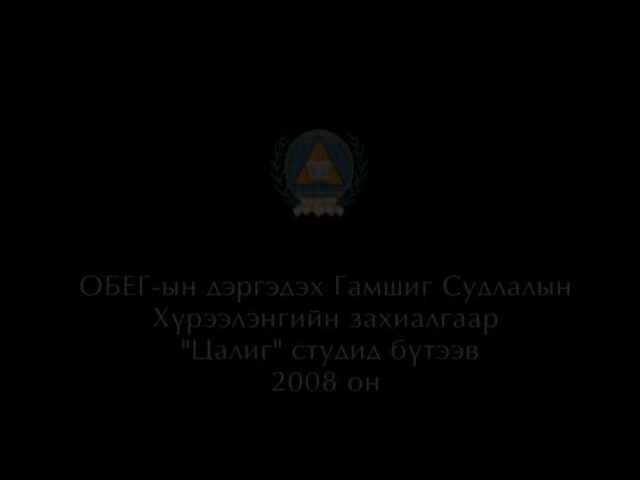 ОБЕГ-ын дэргэдэх Гамшиг Судлалын
Хүрээлэнгийн захиалгаар
"Цалиг" студид бүтээв
2008 он